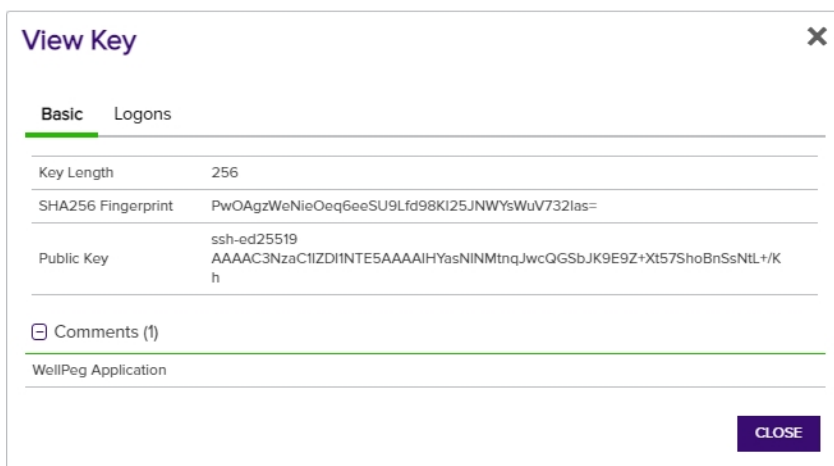 View Key
Basic Logons
Key Length 256
SHA256 Fingerprint PwOAgzWeNieOeq6eeSU9Lfd98KI25JNWYsWuV732Ias=
ssh-ed25519
Public Key AAAAC3NzaC1lZDI1NTE5AAAAIHYasNINMtnqJwcQGSbJK9E9Z+Xt57ShoBnSsNtL+/K
h
Comments (1)
WellPeg Application
CLOSE